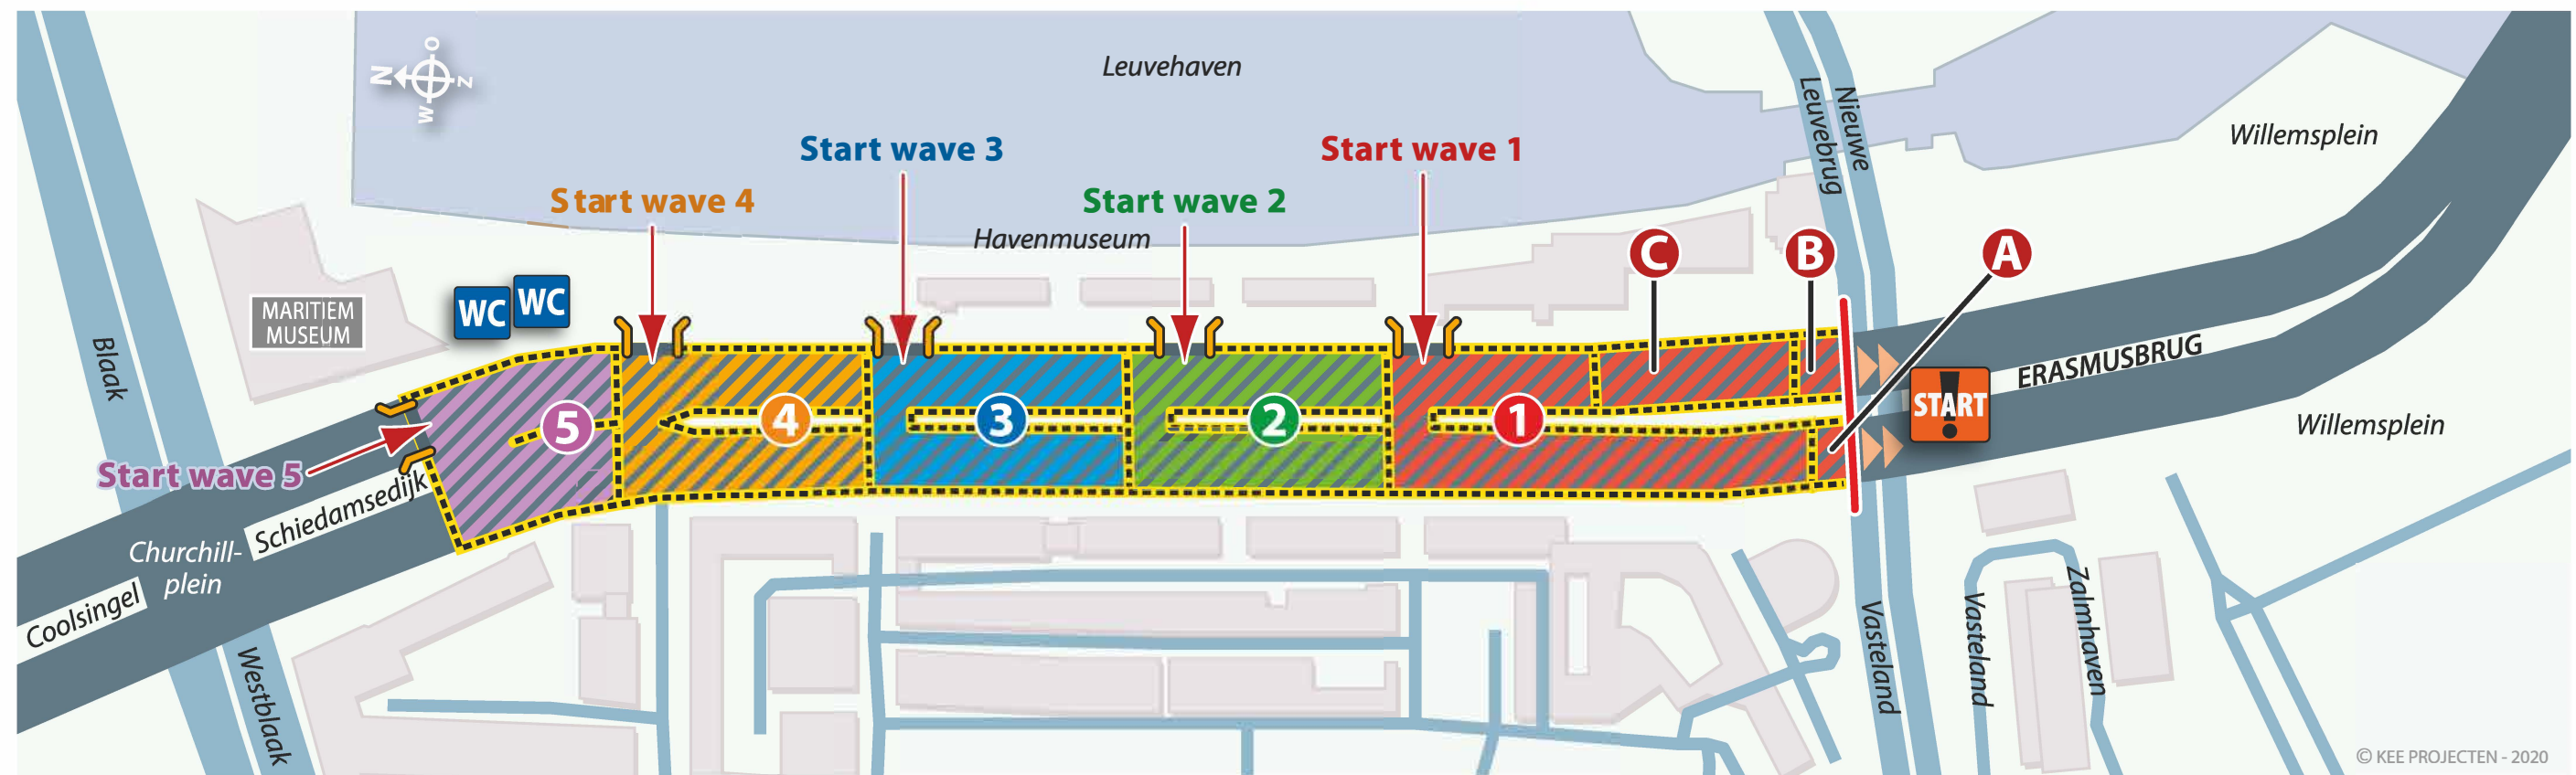 O
N
Z
W
Leuvehaven
Nieuwe
Leuvebrug
Willemsplein
Start wave 3
Start wave 1
Start wave 4
Start wave 2
Havenmuseum
C
B
A
WC
WC
MARITIEM
MUSEUM
Blaak
ERASMUSBRUG
START
5
4
3
2
1
Willemsplein
Start wave 5
Schiedamsedijk
Churchill-
plein
Coolsingel
Westblaak
Vasteland
Vasteland
Zalmhaven
© KEE PROJECTEN - 2020